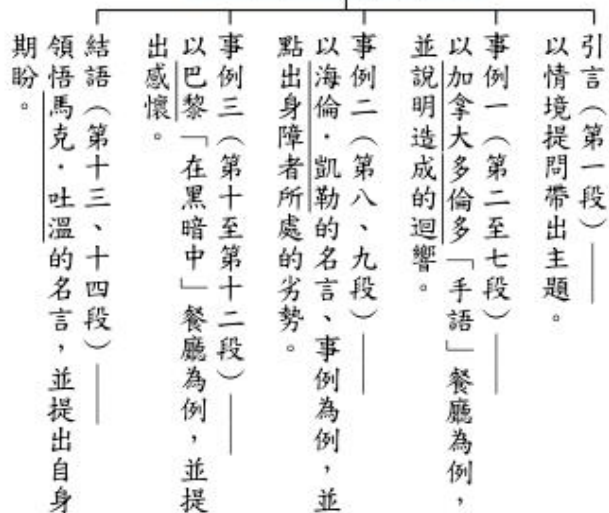 引言（第一段）——
以情境提問帶出主題。
事例一（第二至七段）——
以加拿大多倫多「手語」餐廳為例，
並說明造成的迴響。
事例二（第八、九段）——
以海倫．凱勒的名言、事例為例，並
點出身障者所處的劣勢。
事例三（第十至第十二段）——
以巴黎「在黑暗中」餐廳為例，並提
出感懷。
結語（第十三、十四段）——
領悟馬克．吐溫的名言，並提出自身
期盼。